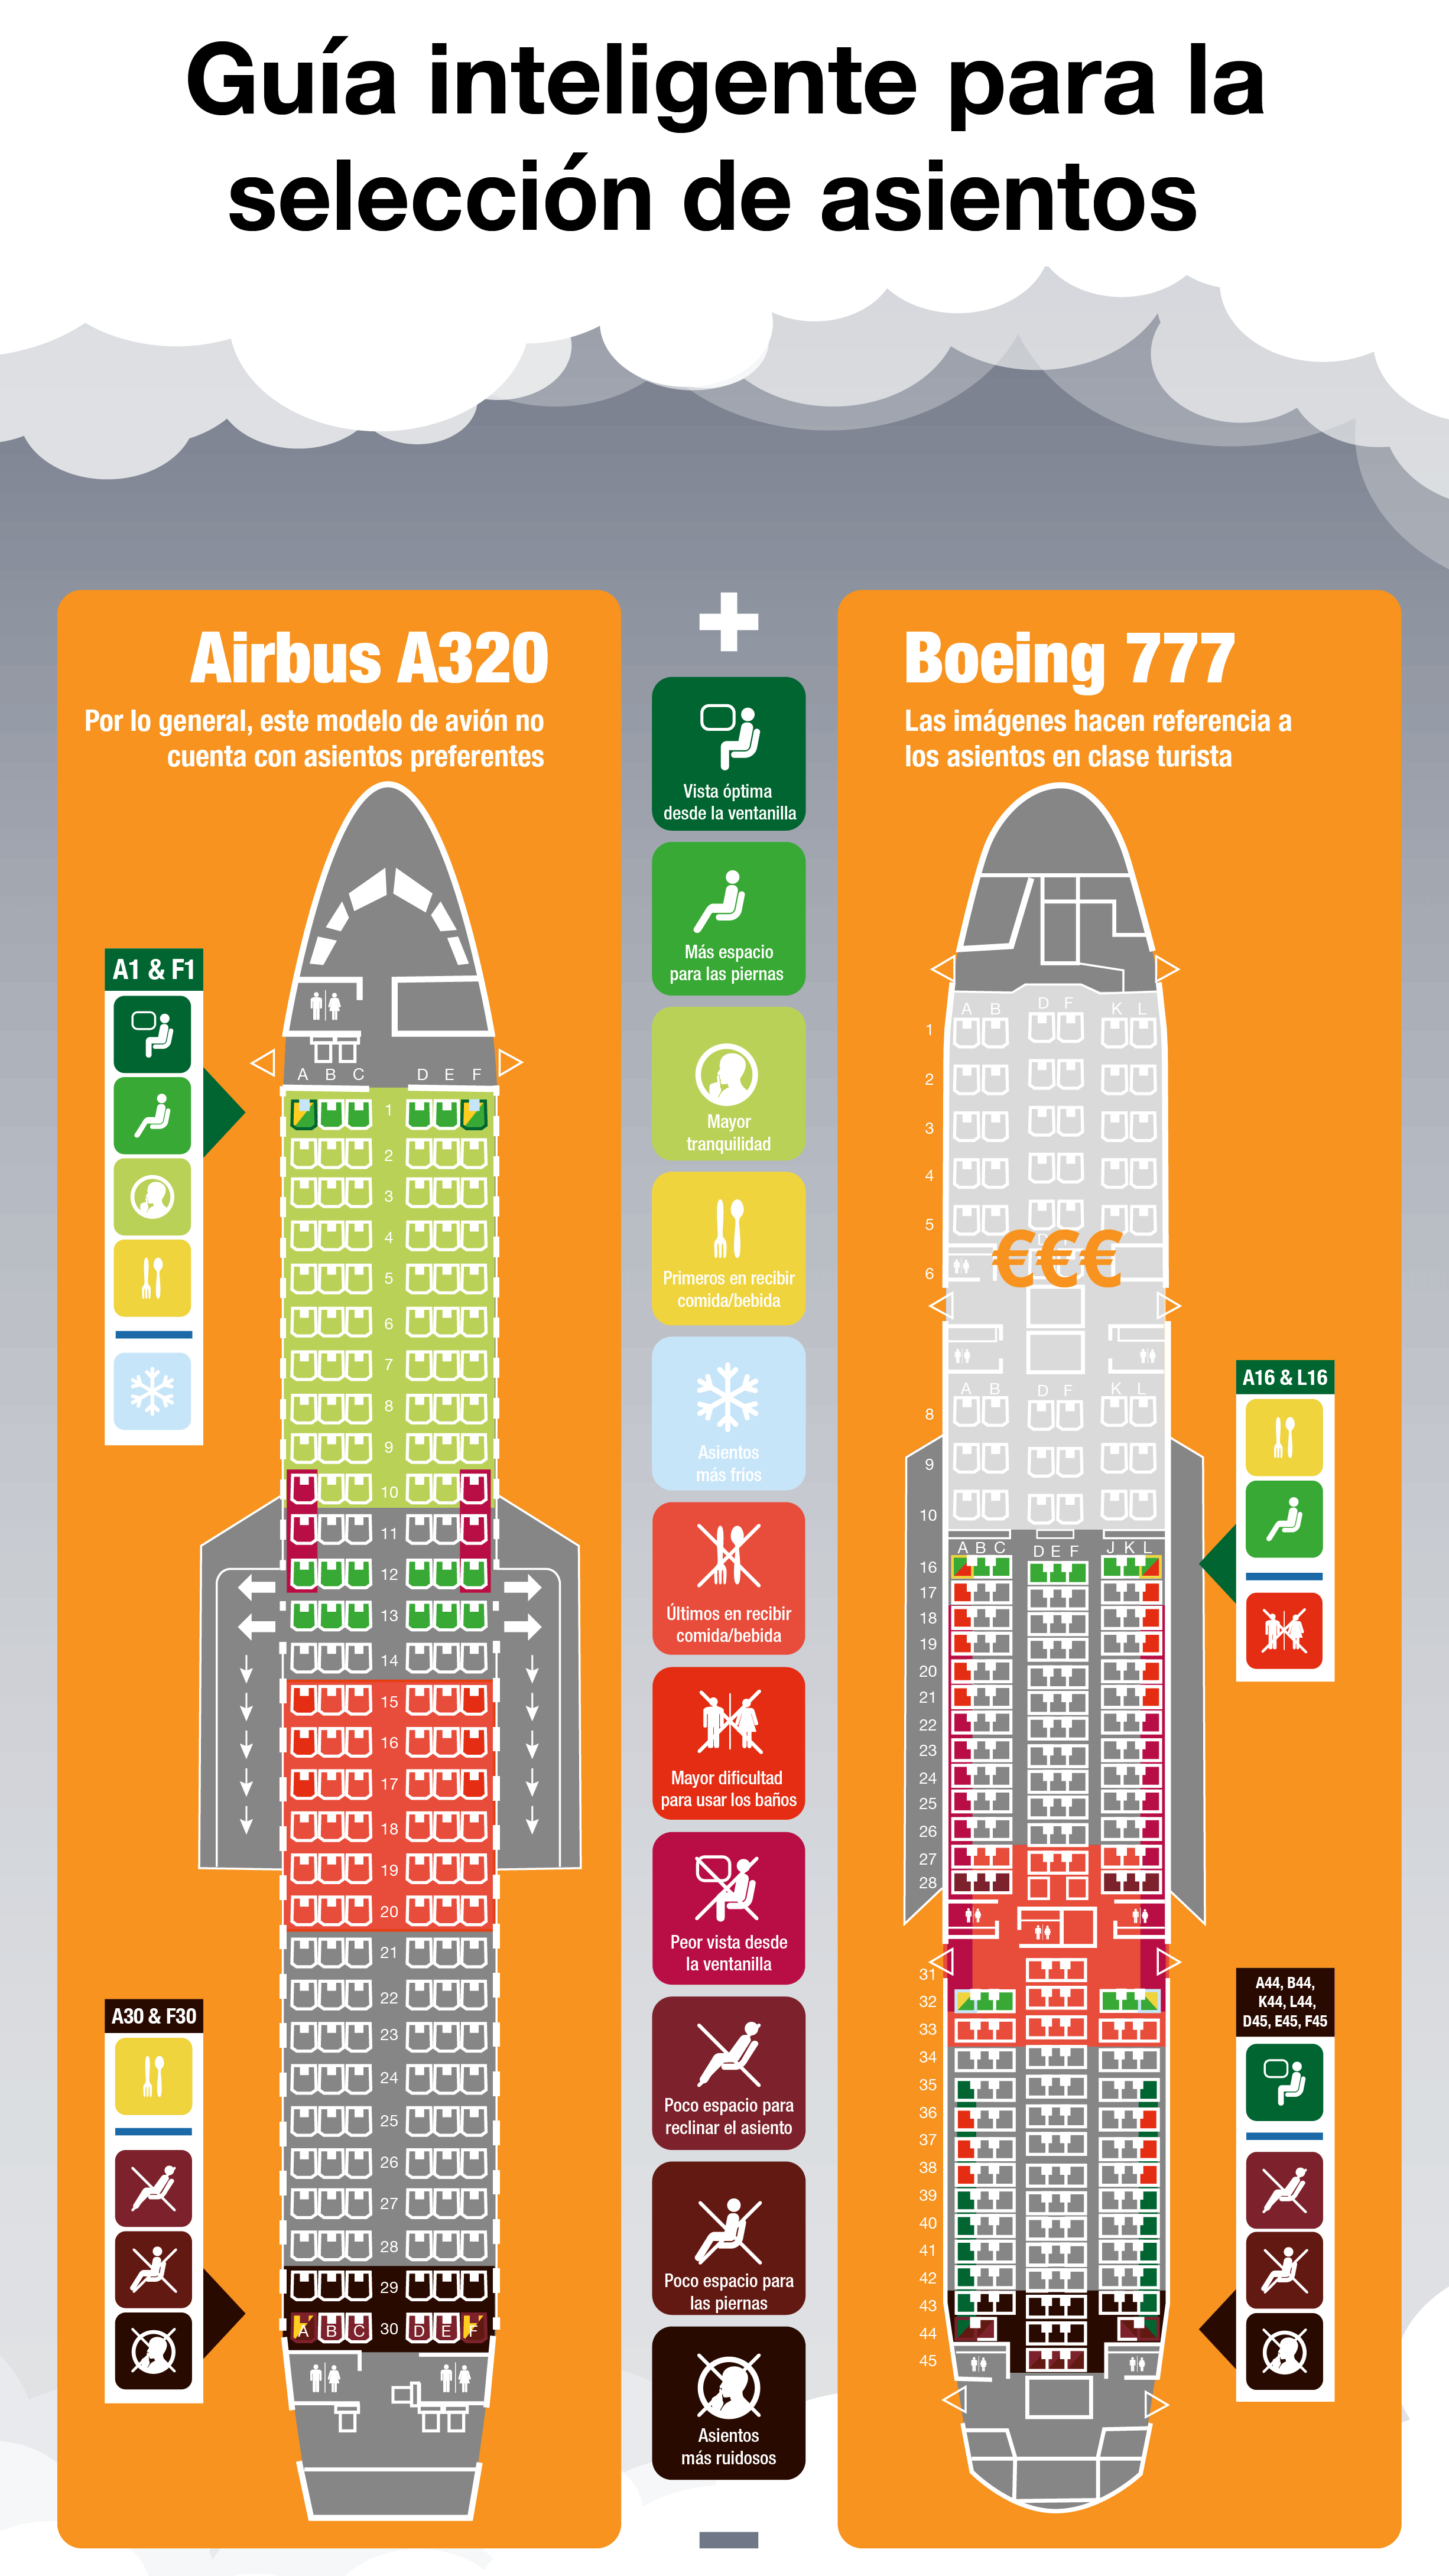 Guía inteligente para la
selección de asientos
Airbus A320
Por lo general, este modelo de avión no
cuenta con asientos preferentes
A1 & F1
A30 & F30
A B C D E F
1
2
3
4
5
6
7
8
9
10
11
12
13
14
15
16
17
18
19
20
21
22
23
24
25
26
27
28
29
A B C 30 D E F
+
Vista óptima
desde la ventanilla
Más espacio
para las piernas
Mayor
tranquilidad
Primeros en recibir
comida/bebida
Asientos
más fríos
Últimos en recibir
comida/bebida
Mayor dificultad
para usar los baños
Peor vista desde
la ventanilla
Poco espacio para
reclinar el asiento
Poco espacio para
las piernas
Asientos
más ruidosos
Boeing 777
Las imágenes hacen referencia a
los asientos en clase turista
A B D F K L
1
2
3
4
5
€€€
6
A B D F K L
8
9
10
A B C D E F J K L
16
17
18
19
20
21
22
23
24
25
26
27
28
31
32
33
34
35
36
37
38
39
40
41
42
43
44
45
A16 & L16
A44, B44,
K44, L44,
D45, E45, F45